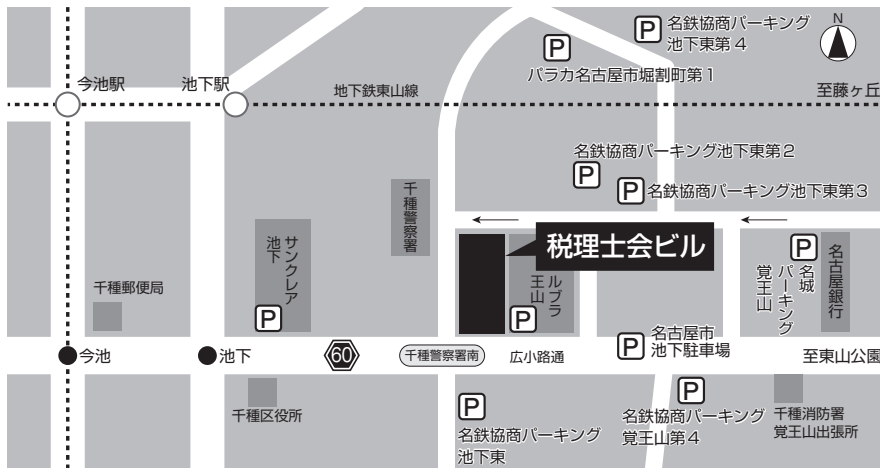 P
名鉄協商パーキング
池下東第4
N
P
パラカ名古屋市堀割町第1
今池駅
池下駅
地下鉄東山線
至藤ヶ丘
名鉄協商パーキング池下東第2
P
P
名鉄協商パーキング池下東第3
千種警察署
税理士会ビル
サンクレア
池下
P
ルブラ
王山
P
P
名城
パーキング
覚王山
名古屋銀行
千種郵便局
今池
池下
60
千種警察署南
広小路通
P
名古屋市
池下駐車場
至東山公園
千種区役所
P
名鉄協商パーキング
池下東
P
名鉄協商パーキング
覚王山第4
千種消防署
覚王山出張所